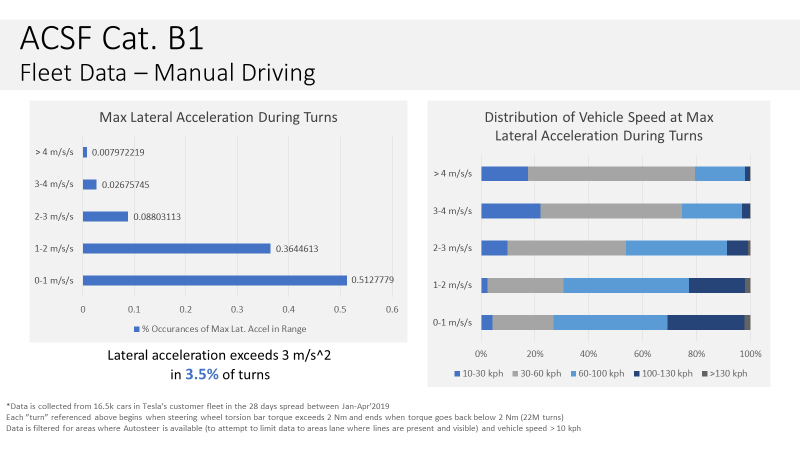 ACSF Cat. B1
Fleet Data – Manual Driving
Max Lateral Acceleration During Turns
> 4 m/s/s
0.007972219
3-4 m/s/s
0.02675745
2-3 m/s/s
0.08803113
1-2 m/s/s
0.3644613
0-1 m/s/s
0.5127779
0 0.1 0.2 0.3 0.4 0.5 0.6
% Occurances of Max Lat. Accel in Range
Lateral acceleration exceeds 3 m/s^2
in 3.5% of turns
Distribution of Vehicle Speed at Max
Lateral Acceleration During Turns
> 4 m/s/s
3-4 m/s/s
2-3 m/s/s
1-2 m/s/s
0-1 m/s/s
0% 20% 40% 60% 80% 100%
10-30 kph 30-60 kph 60-100 kph 100-130 kph >130 kph
*Data is collected from 16.5k cars in Tesla's customer fleet in the 28 days spread between Jan-Apr'2019
Each "turn" referenced above begins when steering wheel torsion bar torque exceeds 2 Nm and ends when torque goes back below 2 Nm (22M turns)
Data is filtered for areas where Autosteer is available (to attempt to limit data to areas lane where lines are present and visible) and vehicle speed > 10 kph